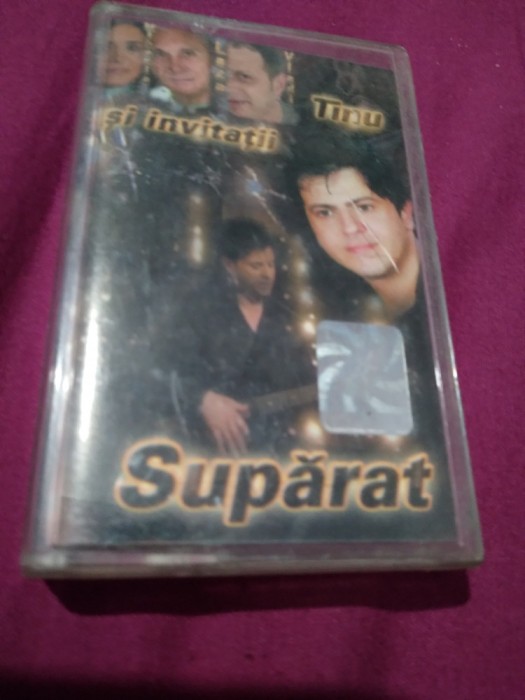 Tinu
și invitații
Supărat